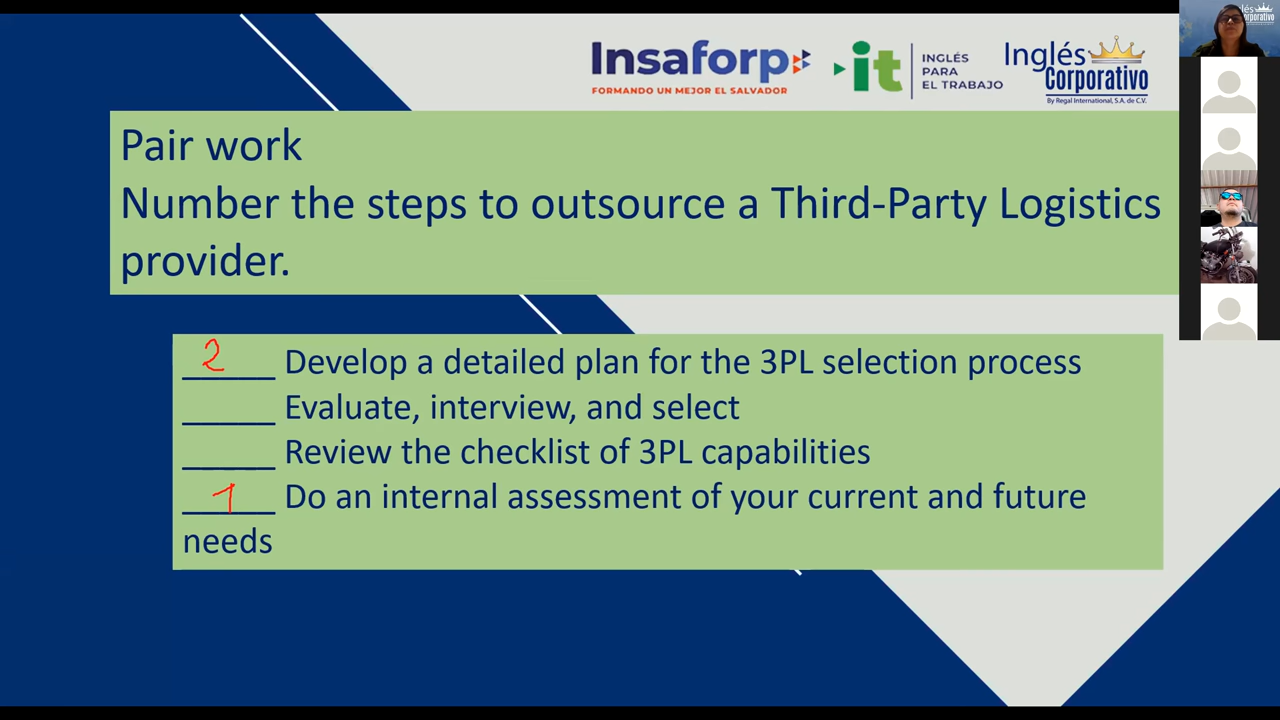 Insaforp
FORMANDO UN MEJOR EL SALVADOR
it
INGLÉS
PARA
EL TRABAJO
Inglés
Corporativo
By Regal International, S.A. de C.V.
Pair work
Number the steps to outsource a Third-Party Logistics
provider.
2 Develop a detailed plan for the 3PL selection process
_____ Evaluate, interview, and select
_____ Review the checklist of 3PL capabilities
1 Do an internal assessment of your current and future
needs